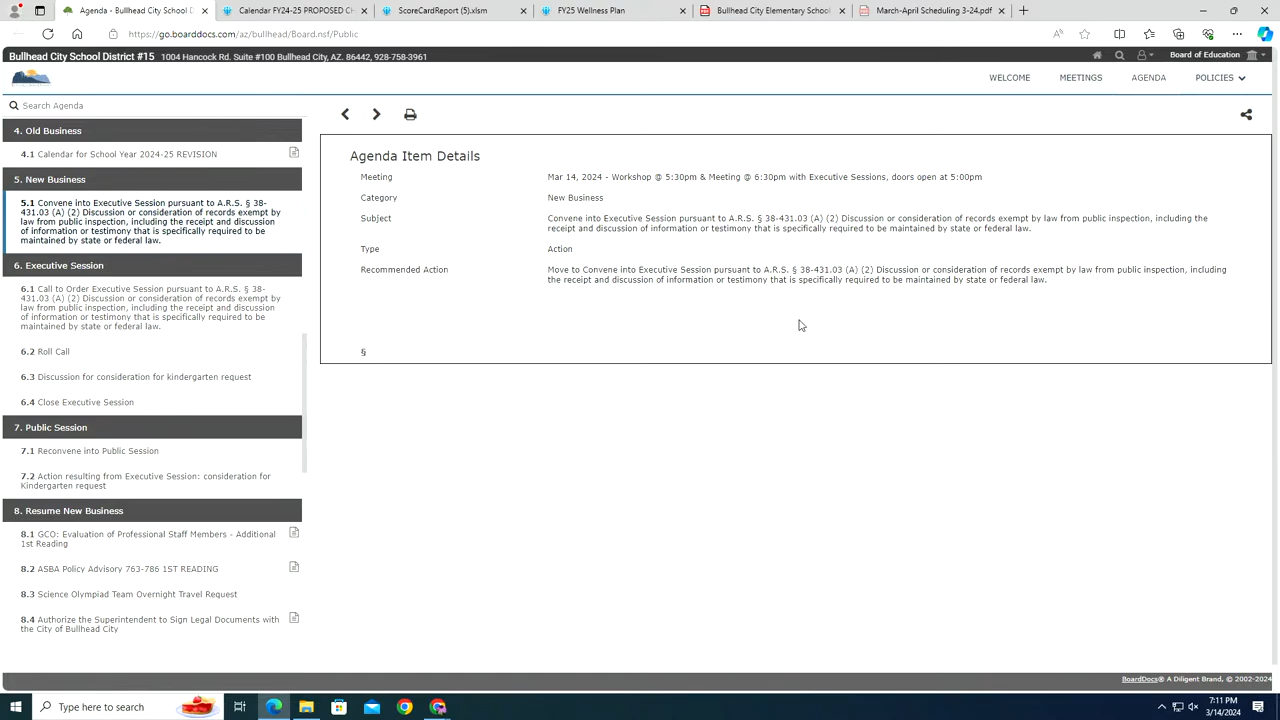 Agenda - Bullhead City School D
Calendar FY24-25 PROPOSED CH
ScoreCardReport (5).xlsm
FY25 Wellness Plan
Bullhead City Elementary School
March-April Scheduling 3-24.pdf
https://go.boarddocs.com/az/bullhead/Board.nsf/Public
Bullhead City School District #15 1004 Hancock Rd. Suite #100 Bullhead City, AZ. 86442, 928-758-3961
Board of Education
WELCOME MEETINGS AGENDA POLICIES
Search Agenda
4. Old Business
4.1 Calendar for School Year 2024-25 REVISION
5. New Business
5.1 Convene into Executive Session pursuant to A.R.S. § 38-
431.03 (A) (2) Discussion or consideration of records exempt by
law from public inspection, including the receipt and discussion
of information or testimony that is specifically required to be
maintained by state or federal law.
6. Executive Session
6.1 Call to Order Executive Session pursuant to A.R.S. § 38-
431.03 (A) (2) Discussion or consideration of records exempt by
law from public inspection, including the receipt and discussion
of information or testimony that is specifically required to be
maintained by state or federal law.
6.2 Roll Call
6.3 Discussion for consideration for kindergarten request
6.4 Close Executive Session
7. Public Session
7.1 Reconvene into Public Session
7.2 Action resulting from Executive Session: consideration for
Kindergarten request
8. Resume New Business
8.1 GCO: Evaluation of Professional Staff Members - Additional
1st Reading
8.2 ASBA Policy Advisory 763-786 1ST READING
8.3 Science Olympiad Team Overnight Travel Request
8.4 Authorize the Superintendent to Sign Legal Documents with
the City of Bullhead City
Agenda Item Details
Meeting Mar 14, 2024 - Workshop @ 5:30pm & Meeting @ 6:30pm with Executive Sessions, doors open at 5:00pm
Category New Business
Subject Convene into Executive Session pursuant to A.R.S. § 38-431.03 (A) (2) Discussion or consideration of records exempt by law from public inspection, including the
receipt and discussion of information or testimony that is specifically required to be maintained by state or federal law.
Type Action
Recommended Action Move to Convene into Executive Session pursuant to A.R.S. § 38-431.03 (A) (2) Discussion or consideration of records exempt by law from public inspection, including
the receipt and discussion of information or testimony that is specifically required to be maintained by state or federal law.
§
BoardDocs® A Diligent Brand. © 2002-2024
Type here to search
7:11 PM
3/14/2024